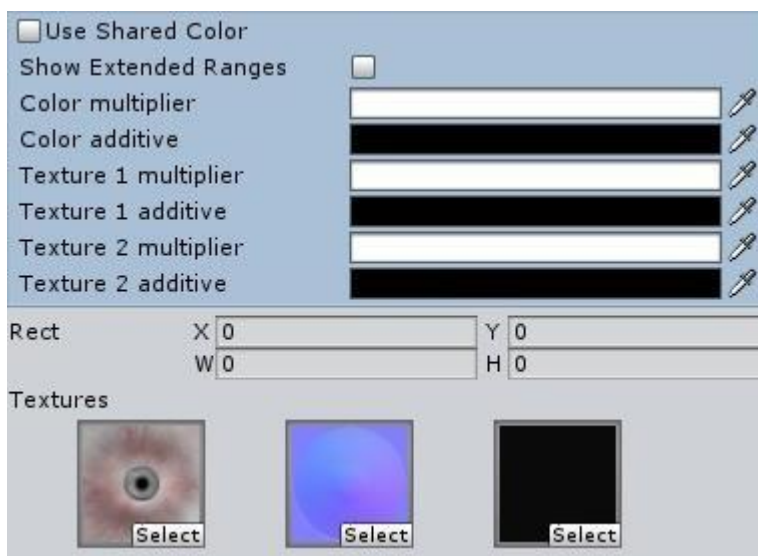 Use Shared Color
Show Extended Ranges
Color multiplier
Color additive
Texture 1 multiplier
Texture 1 additive
Texture 2 multiplier
Texture 2 additive
Rect X 0 Y 0
W 0 H 0
Textures
Select Select Select